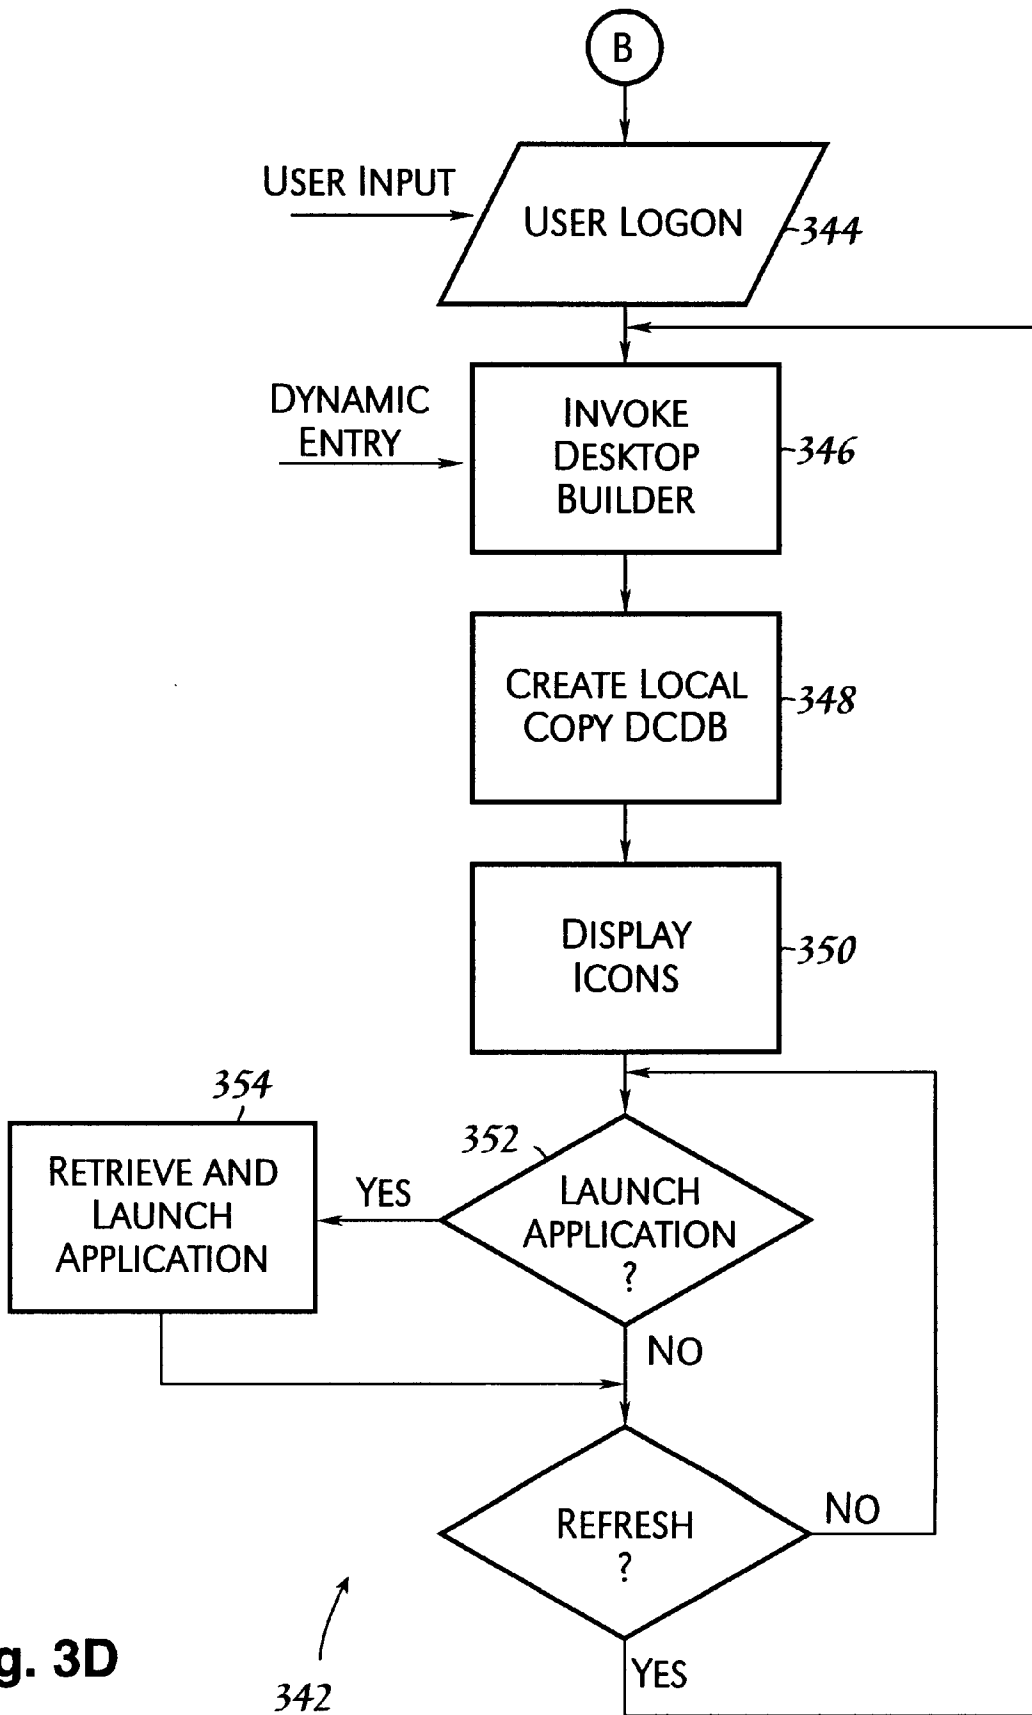 B
USER INPUT
USER LOGON
344
DYNAMIC
ENTRY
INVOKE
DESKTOP
BUILDER
346
CREATE LOCAL
COPY DCDB
348
DISPLAY
ICONS
350
354
352
RETRIEVE AND
LAUNCH
APPLICATION
YES
LAUNCH
APPLICATION
?
NO
REFRESH
?
NO
g. 3D
342
YES